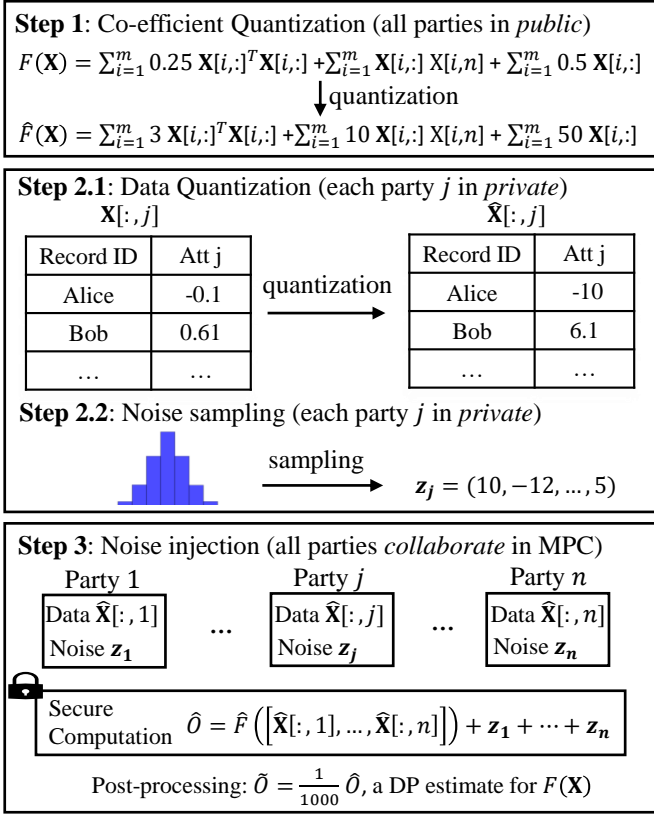 Step 1: Co-efficient Quantization (all parties in public)
F(X) = ∑_{i=1}^{m} 0.25 X[i,:]^T X[i,:] +∑_{i=1}^{m} X[i,:] X[i,n] + ∑_{i=1}^{m} 0.5 X[i,:]
quantization
F̂(X) = ∑_{i=1}^{m} 3 X[i,:]^T X[i,:] +∑_{i=1}^{m} 10 X[i,:] X[i,n] + ∑_{i=1}^{m} 50 X[i,:]
Step 2.1: Data Quantization (each party j in private)
X[:,j]
Record ID Att j
Alice -0.1
Bob 0.61
... ...
quantization
X̂[:,j]
Record ID Att j
Alice -10
Bob 6.1
... ...
Step 2.2: Noise sampling (each party j in private)
sampling
z_j = (10, −12, ..., 5)
Step 3: Noise injection (all parties collaborate in MPC)
Party 1 Party j Party n
Data X̂[:,1] ... Data X̂[:,j] ... Data X̂[:,n]
Noise z_1 Noise z_j Noise z_n
Secure Computation Ô = F̂([X̂[:,1], ..., X̂[:,n]]) + z_1 + ⋯ + z_n
Post-processing: Õ = 1/1000 Ô, a DP estimate for F(X)